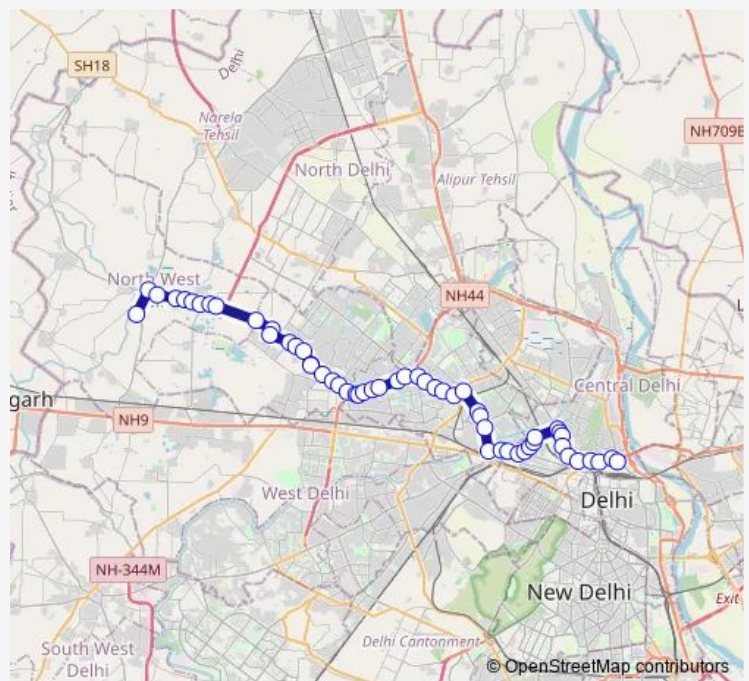 SH18
Delhi
Narela
Tehsil
NH709B
North Delhi
Alipur Tehsil
North West
NH44
Central Delhi
garh
NH9
West Delhi
Delhi
NH-344M
New Delhi
Exit
South West
Delhi
Delhi Cantonment
© OpenStreetMap contributors